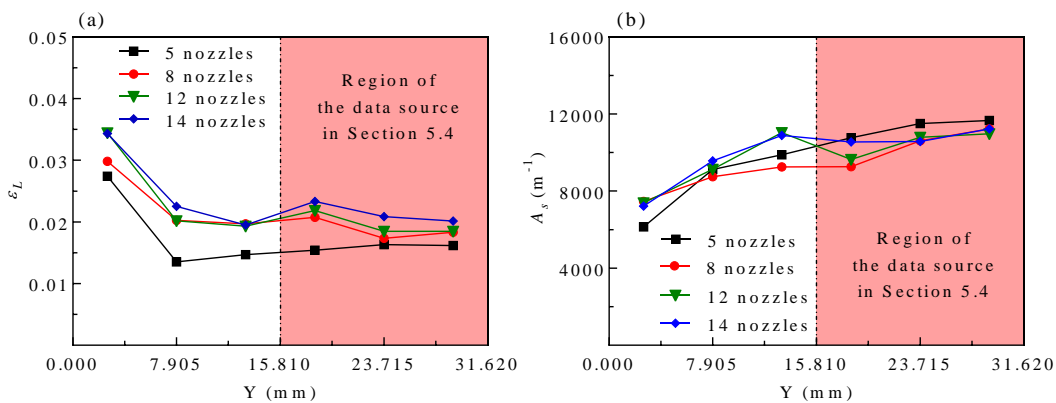 (a)
0.05
0.04
0.03
0.02
0.01
ε_L
5 nozzles
8 nozzles
12 nozzles
14 nozzles
Region of
the data source
in Section 5.4
0.000 7.905 15.810 23.715 31.620
Y (mm)
(b)
16000
12000
8000
4000
A_s (m⁻¹)
5 nozzles
8 nozzles
12 nozzles
14 nozzles
Region of
the data source
in Section 5.4
0.000 7.905 15.810 23.715 31.620
Y (mm)